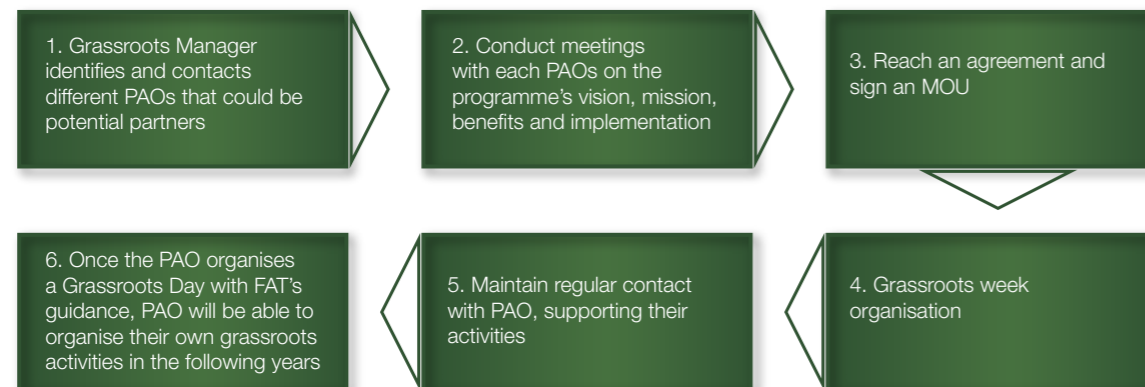 1. Grassroots Manager
identifies and contacts
different PAOs that could be
potential partners
2. Conduct meetings
with each PAOs on the
programme's vision, mission,
benefits and implementation
3. Reach an agreement and
sign an MOU
4. Grassroots week
organisation
5. Maintain regular contact
with PAO, supporting their
activities
6. Once the PAO organises
a Grassroots Day with FAT's
guidance, PAO will be able to
organise their own grassroots
activities in the following years